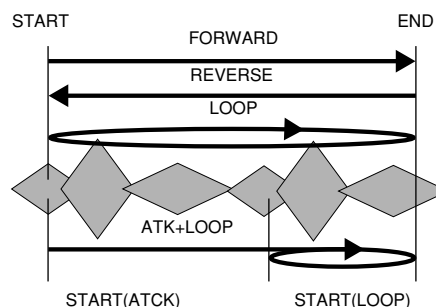 START END
FORWARD
REVERSE
LOOP
ATK+LOOP
START(ATCK) START(LOOP)